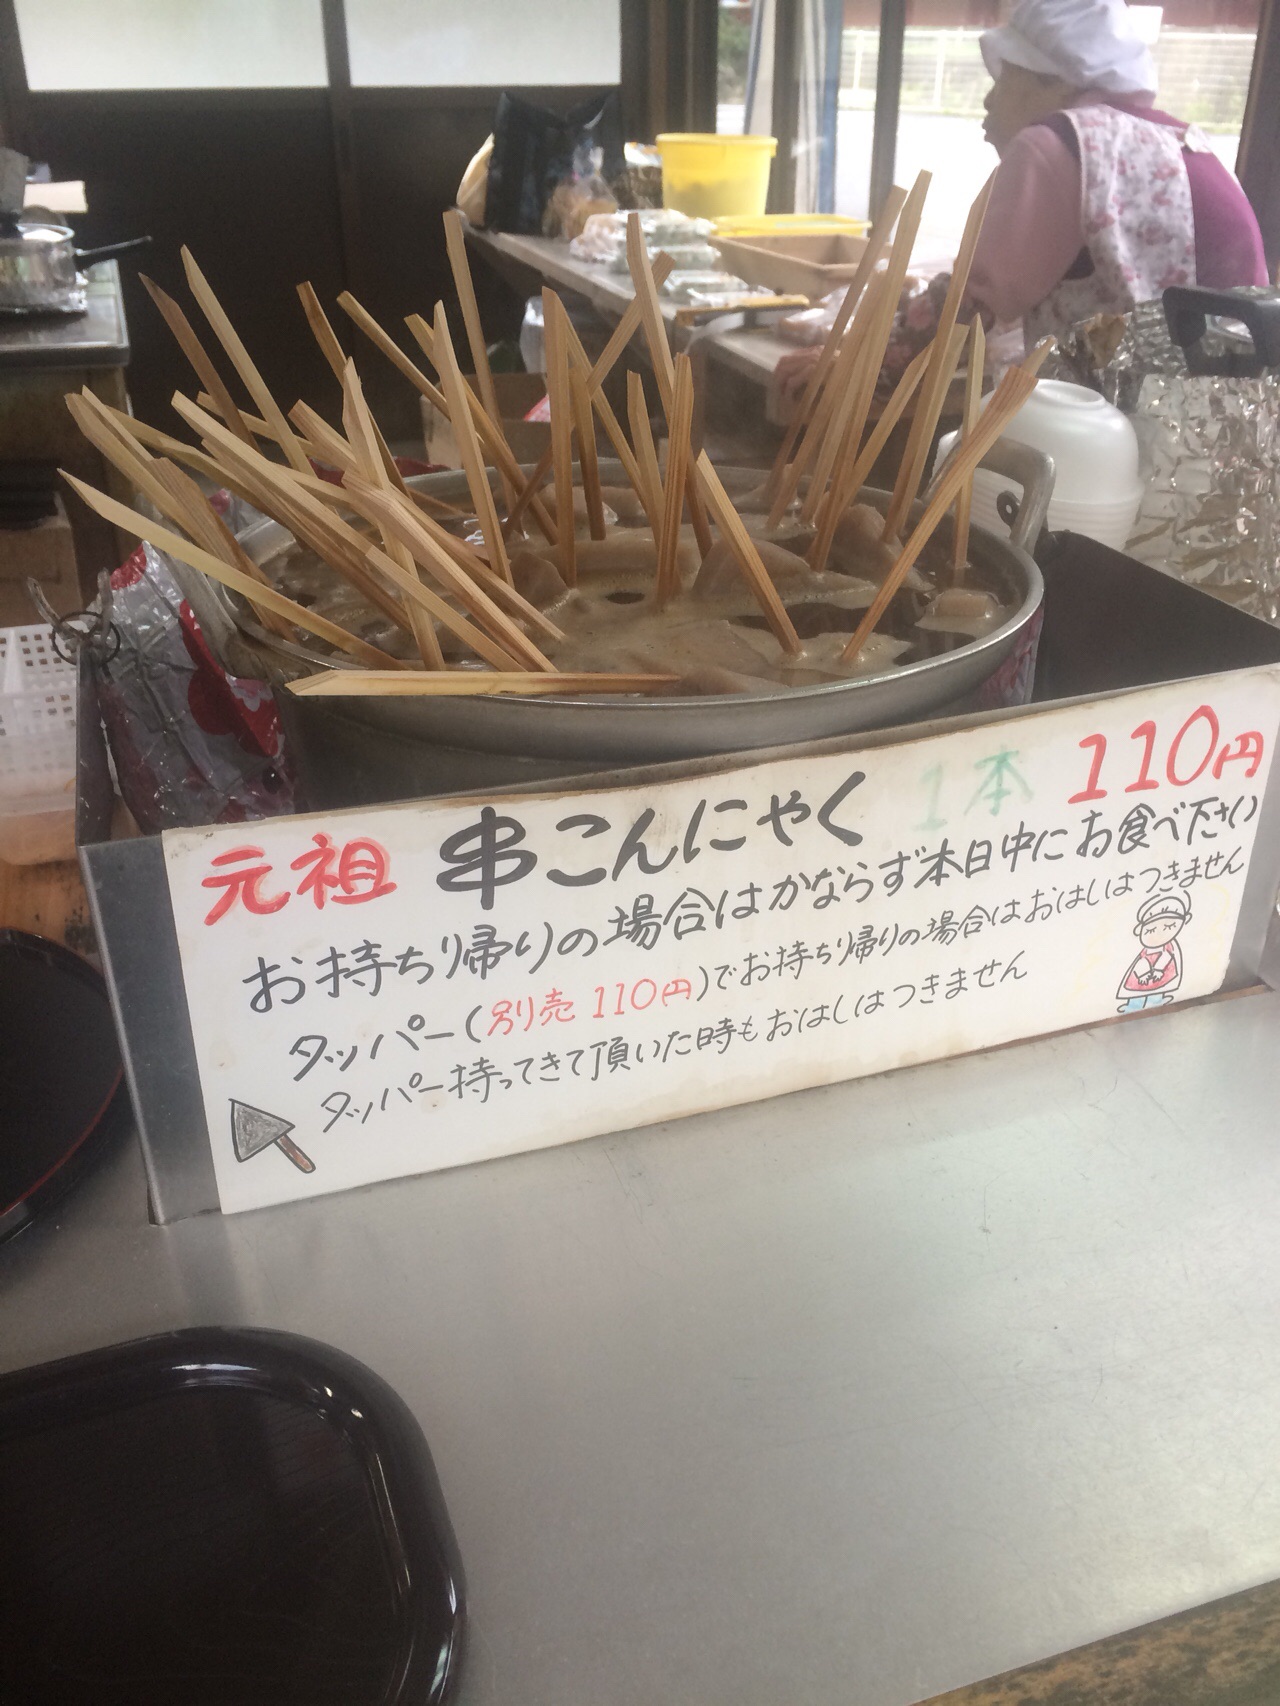 元祖 串こんにゃく 1本 110円
お持ち帰りの場合はかならず本日中にお食べ下さい
タッパー(別売 110円)でお持ち帰りの場合はおはしはつきません
タッパー持ってきて頂いた時もおはしはつきません